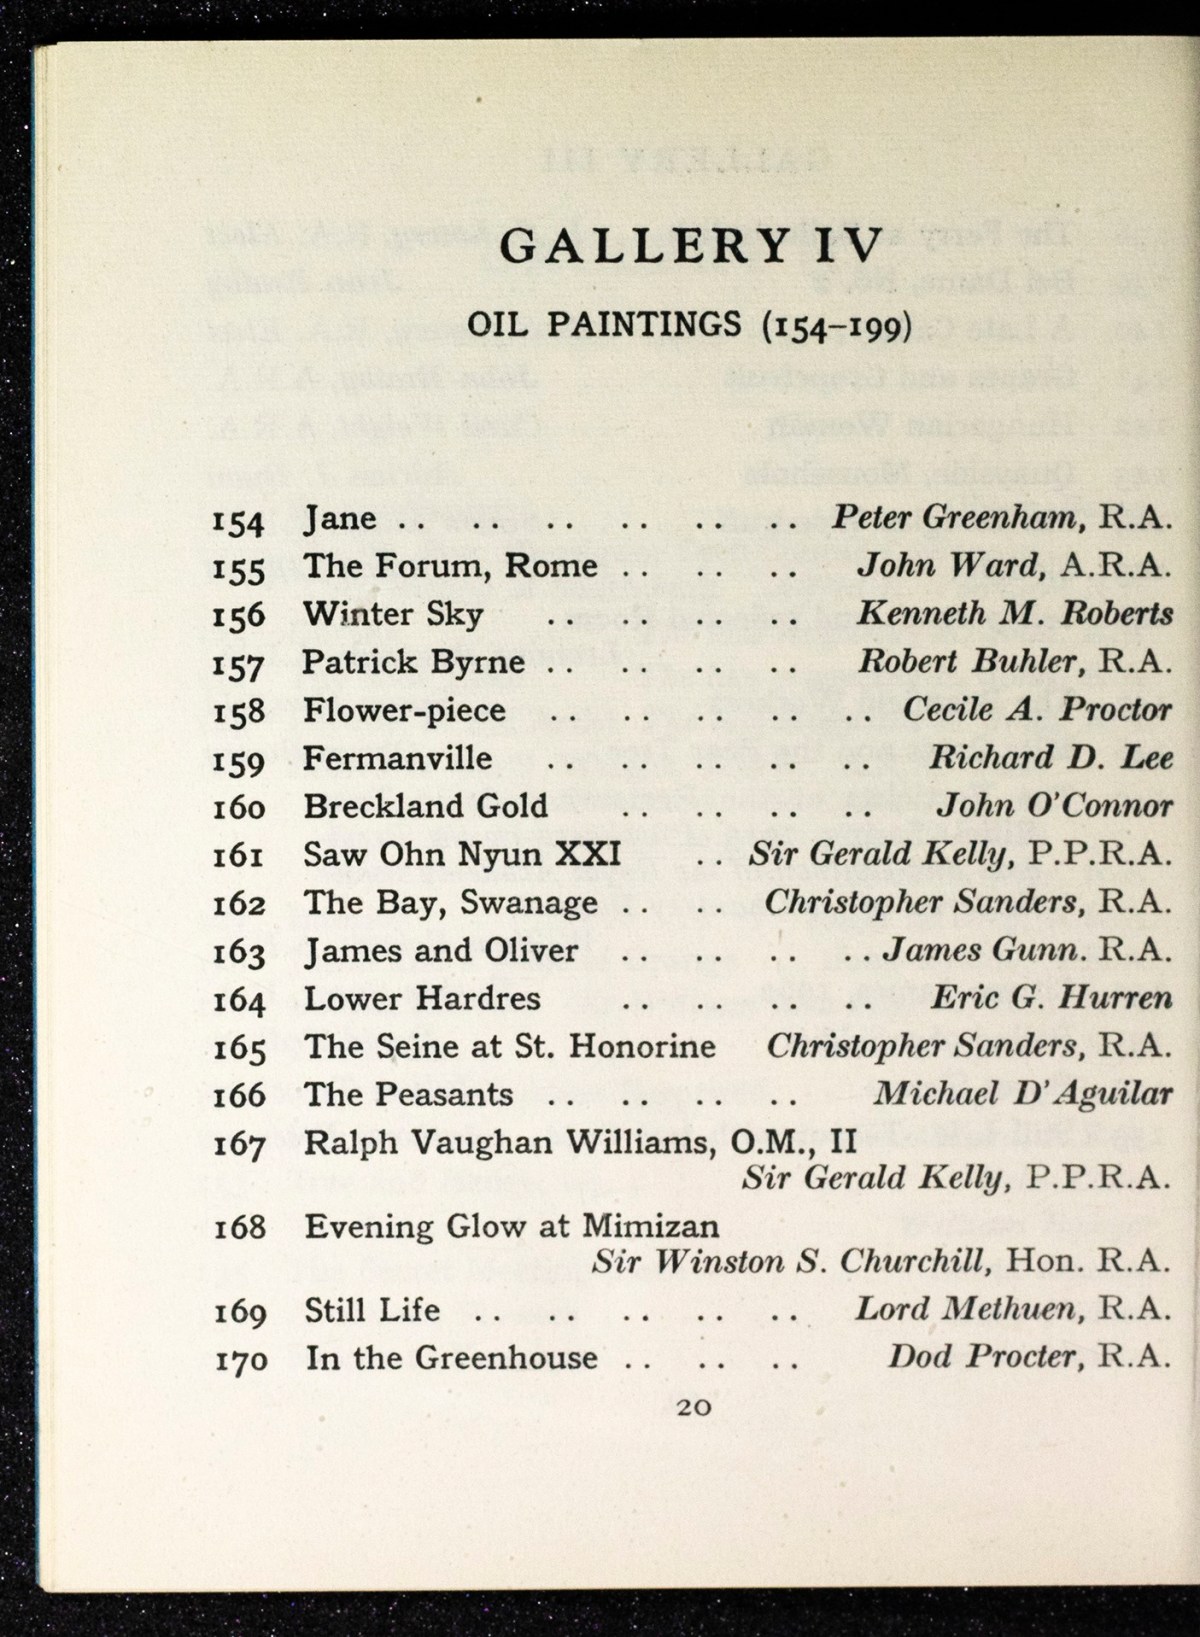 GALLERY IV
OIL PAINTINGS (154–199)
154 Jane .. .. .. .. .. .. Peter Greenham, R.A.
155 The Forum, Rome .. .. .. John Ward, A.R.A.
156 Winter Sky .. .. .. .. Kenneth M. Roberts
157 Patrick Byrne .. .. .. .. Robert Buhler, R.A.
158 Flower-piece .. .. .. .. .. Cecile A. Proctor
159 Fermanville .. .. .. .. .. Richard D. Lee
160 Breckland Gold .. .. .. .. John O'Connor
161 Saw Ohn Nyun XXI .. Sir Gerald Kelly, P.P.R.A.
162 The Bay, Swanage .. .. Christopher Sanders, R.A.
163 James and Oliver .. .. .. .. James Gunn. R.A.
164 Lower Hardres .. .. .. .. Eric G. Hurren
165 The Seine at St. Honorine Christopher Sanders, R.A.
166 The Peasants .. .. .. .. Michael D'Aguilar
167 Ralph Vaughan Williams, O.M., II
Sir Gerald Kelly, P.P.R.A.
168 Evening Glow at Mimizan
Sir Winston S. Churchill, Hon. R.A.
169 Still Life .. .. .. .. .. Lord Methuen, R.A.
170 In the Greenhouse .. .. .. Dod Procter, R.A.
20